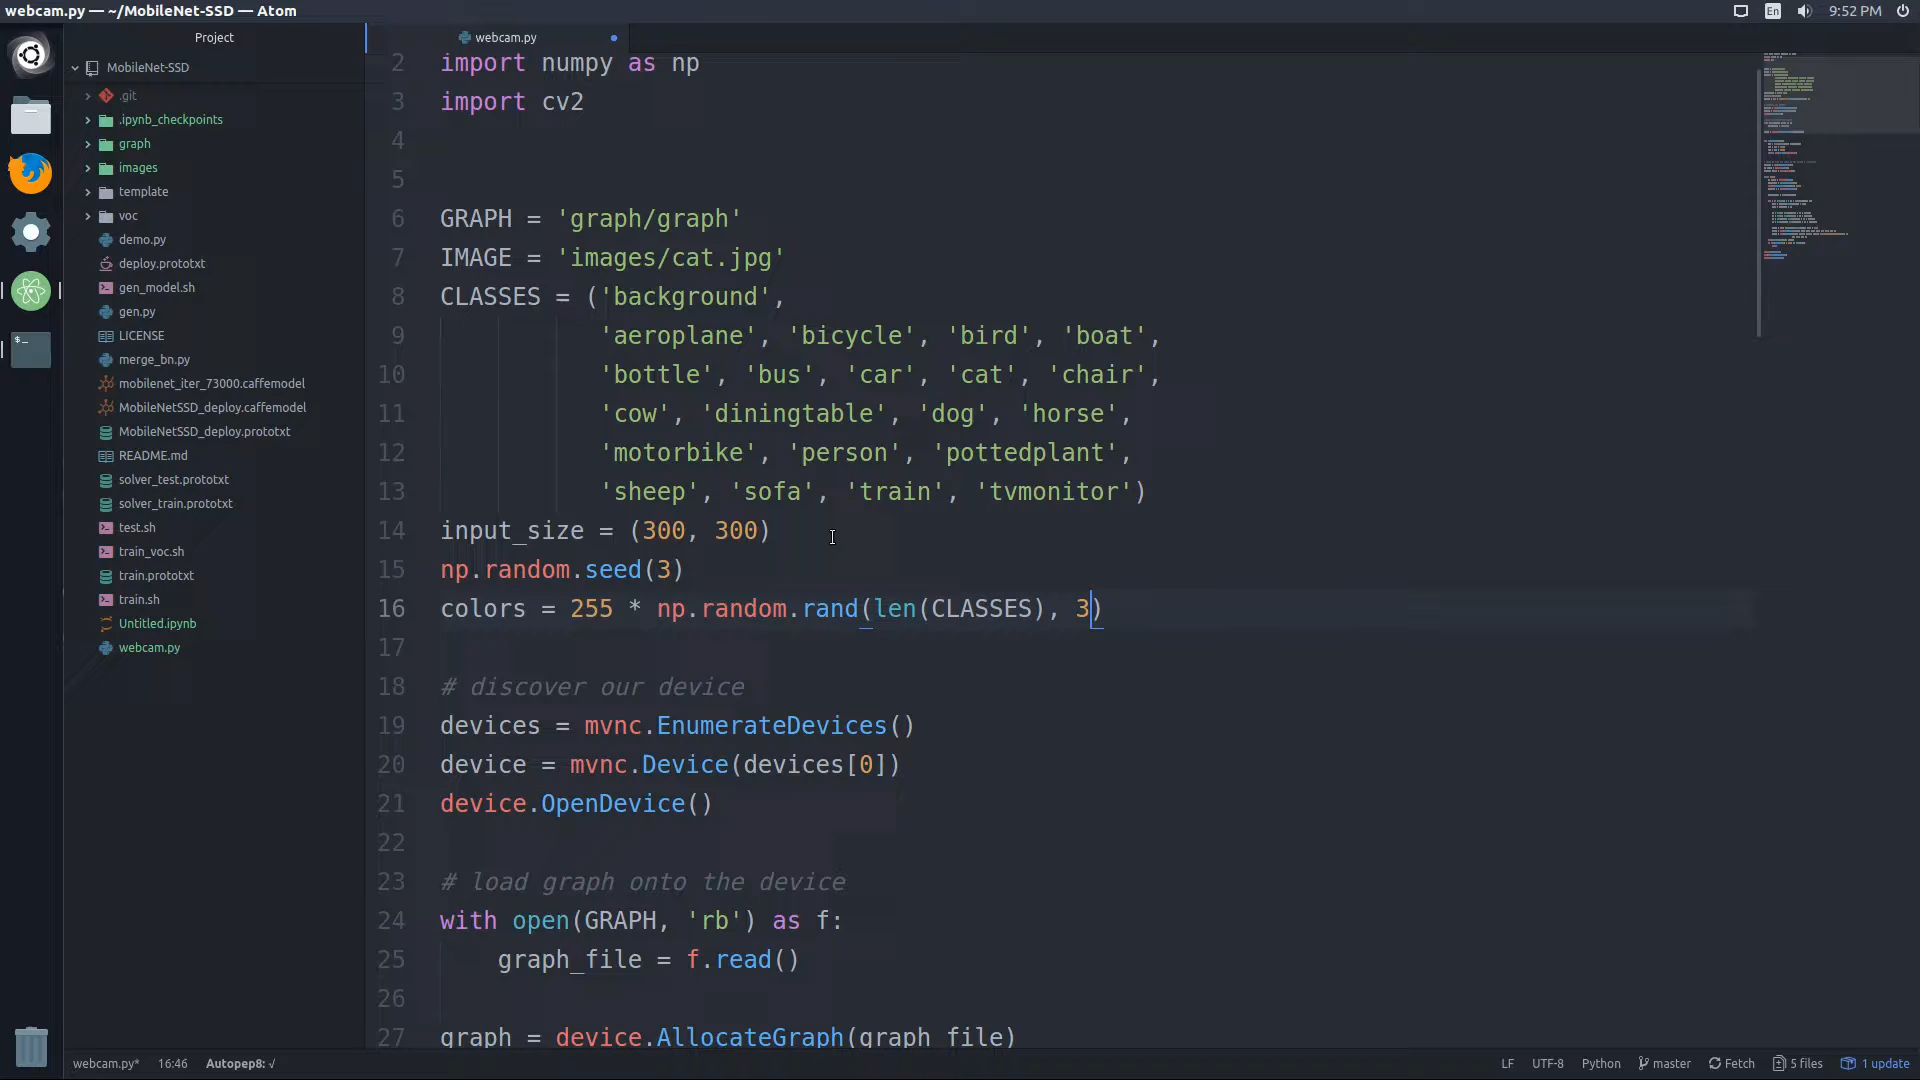 webcam.py — ~/MobileNet-SSD — Atom
En
9:52 PM
Project
MobileNet-SSD
.git
.ipynb_checkpoints
graph
images
template
voc
demo.py
deploy.prototxt
gen_model.sh
gen.py
LICENSE
merge_bn.py
mobilenet_iter_73000.caffemodel
MobileNetSSD_deploy.caffemodel
MobileNetSSD_deploy.prototxt
README.md
solver_test.prototxt
solver_train.prototxt
test.sh
train_voc.sh
train.prototxt
train.sh
Untitled.ipynb
webcam.py
webcam.py
2 import numpy as np
3 import cv2
4
5
6 GRAPH = 'graph/graph'
7 IMAGE = 'images/cat.jpg'
8 CLASSES = ('background',
9 'aeroplane', 'bicycle', 'bird', 'boat',
10 'bottle', 'bus', 'car', 'cat', 'chair',
11 'cow', 'diningtable', 'dog', 'horse',
12 'motorbike', 'person', 'pottedplant',
13 'sheep', 'sofa', 'train', 'tvmonitor')
14 input_size = (300, 300)
15 np.random.seed(3)
16 colors = 255 * np.random.rand(len(CLASSES), 3)
17
18 # discover our device
19 devices = mvnc.EnumerateDevices()
20 device = mvnc.Device(devices[0])
21 device.OpenDevice()
22
23 # load graph onto the device
24 with open(GRAPH, 'rb') as f:
25 graph_file = f.read()
26
27 graph = device.AllocateGraph(graph_file)
webcam.py* 16:46 Autopep8: √
LF UTF-8 Python master Fetch 5 files 1 update